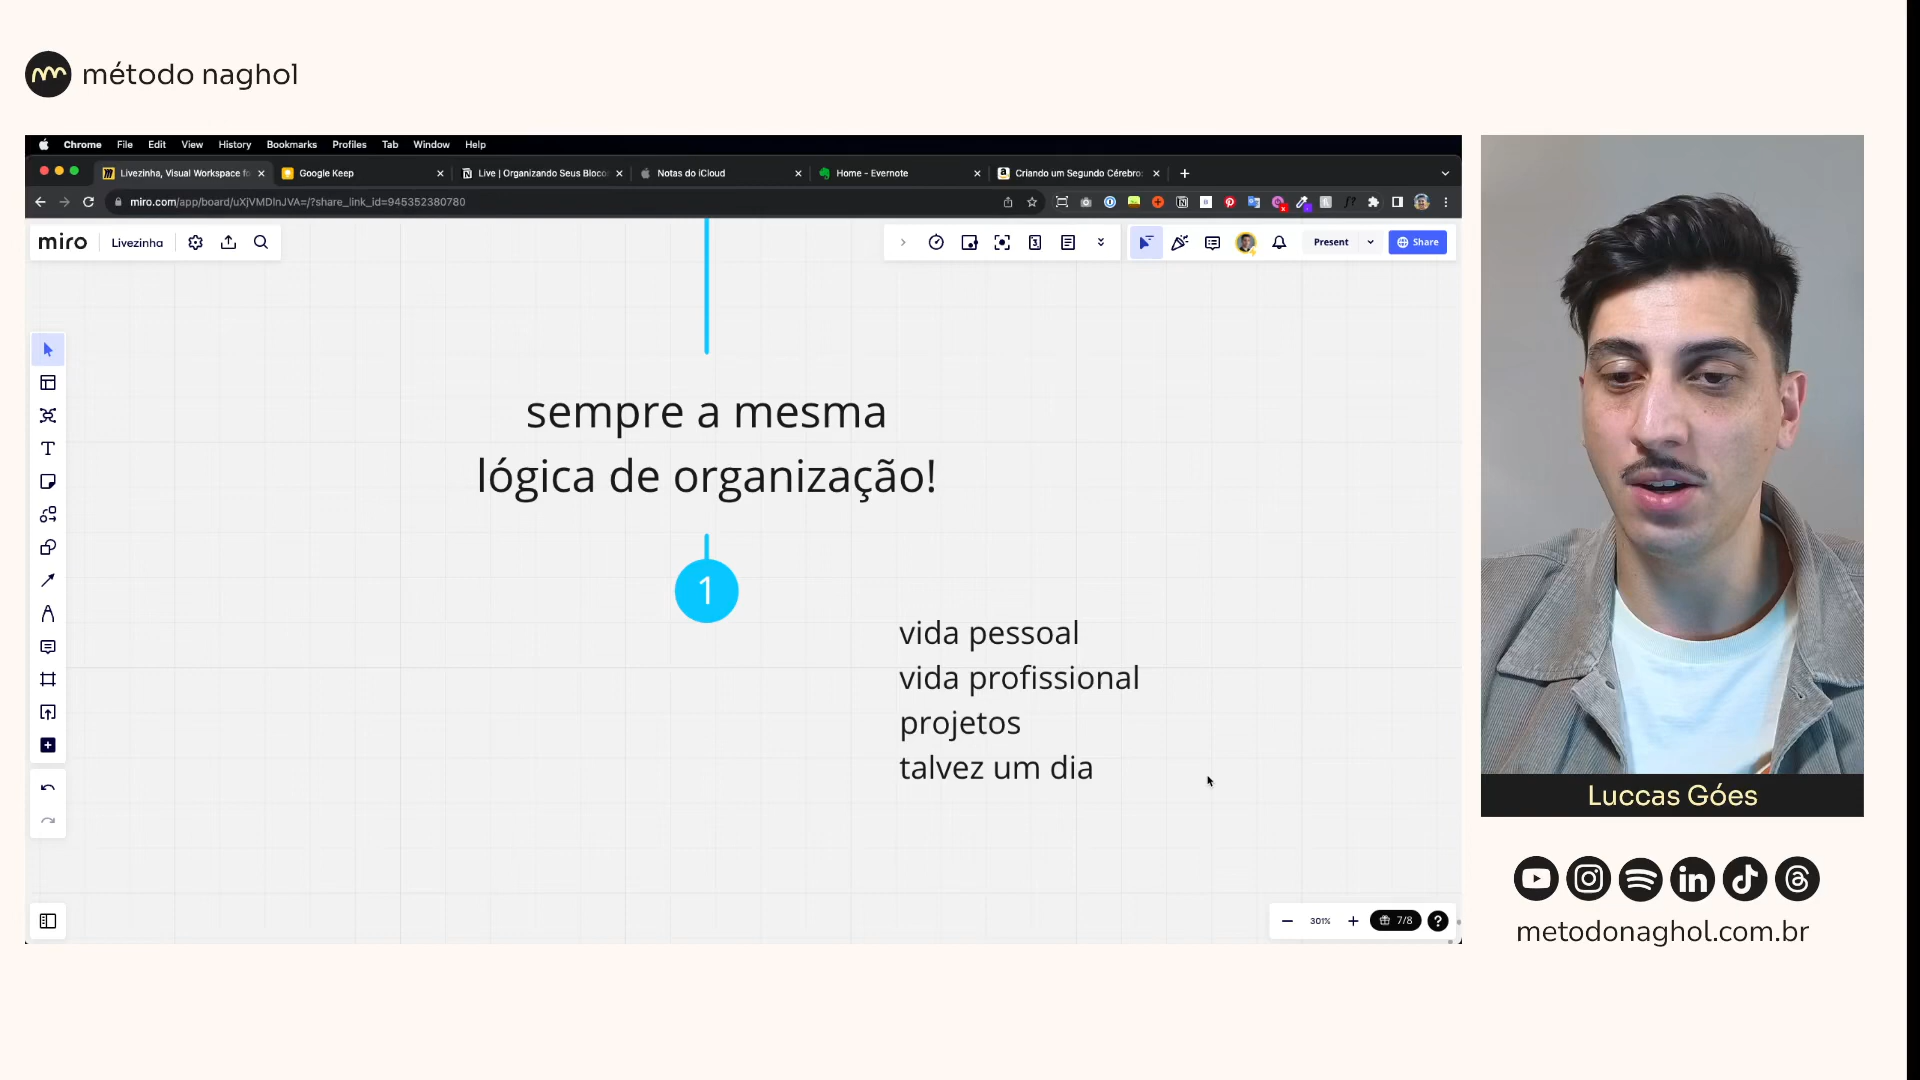 método naghol
Chrome File Edit View History Bookmarks Profiles Tab Window Help
Livezinha, Visual Workspace fo
Google Keep
Live | Organizando Seus Bloco
Notas do iCloud
Home - Evernote
Criando um Segundo Cérebro:
miro.com/app/board/uXjVMDlnJVA=/?share_link_id=945352380780
miro Livezinha
Present Share
sempre a mesma
lógica de organização!
1
vida pessoal
vida profissional
projetos
talvez um dia
301% 7/8
Luccas Góes
metodonaghol.com.br